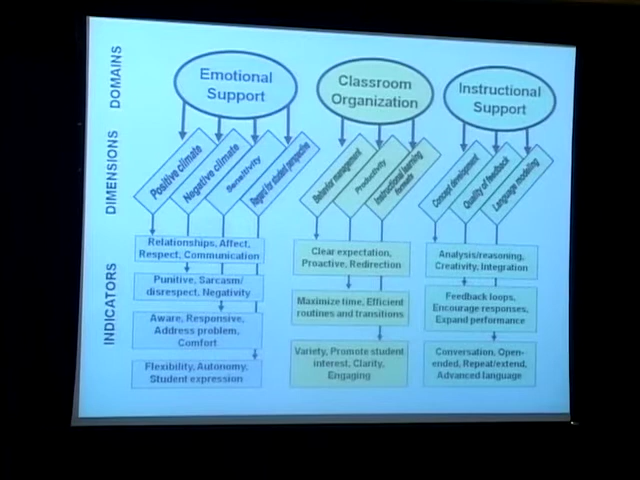 DOMAINS
Emotional
Support
Classroom
Organization
Instructional
Support
DIMENSIONS
Positive climate
Negative climate
Sensitivity
Regard for student perspective
Behavior management
Productivity
Instructional learning
formats
Concept development
Quality of feedback
Language modeling
INDICATORS
Relationships, Affect,
Respect, Communication
Punitive, Sarcasm/
disrespect, Negativity
Aware, Responsive,
Address problem,
Comfort
Flexibility, Autonomy,
Student expression
Clear expectation,
Proactive, Redirection
Maximize time, Efficient
routines and transitions
Variety, Promote student
interest, Clarity,
Engaging
Analysis/reasoning,
Creativity, Integration
Feedback loops,
Encourage responses,
Expand performance
Conversation, Open-
ended, Repeat/extend,
Advanced language